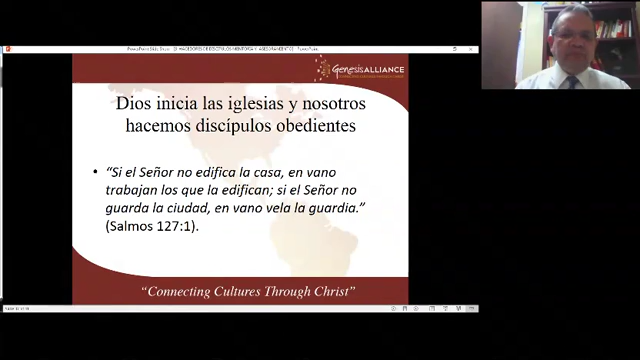 Genesis ALLIANCE
Dios inicia las iglesias y nosotros
hacemos discípulos obedientes
• “Si el Señor no edifica la casa, en vano
trabajan los que la edifican; si el Señor no
guarda la ciudad, en vano vela la guardia.”
(Salmos 127:1).
“Connecting Cultures Through Christ”